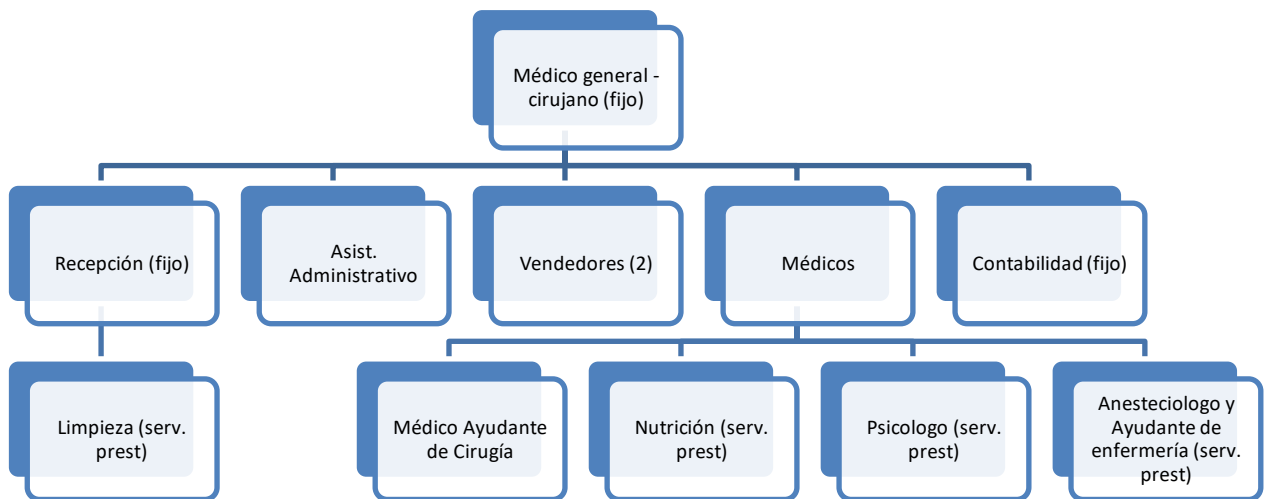 Médico general -
cirujano (fijo)
Recepción (fijo)
Asist.
Administrativo
Vendedores (2)
Médicos
Contabilidad (fijo)
Limpieza (serv.
prest)
Médico Ayudante
de Cirugía
Nutrición (serv.
prest)
Psicologo (serv.
prest)
Anesteciologo y
Ayudante de
enfermería (serv.
prest)